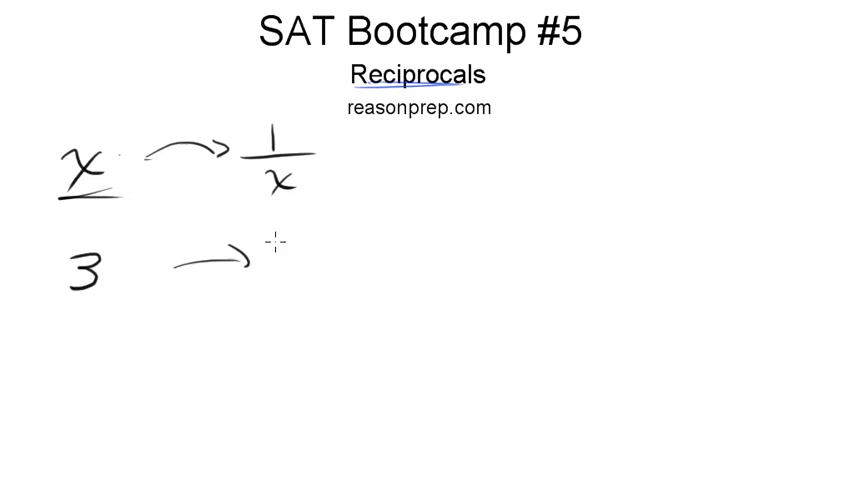 SAT Bootcamp #5
Reciprocals
reasonprep.com
x → 1/x
3 →